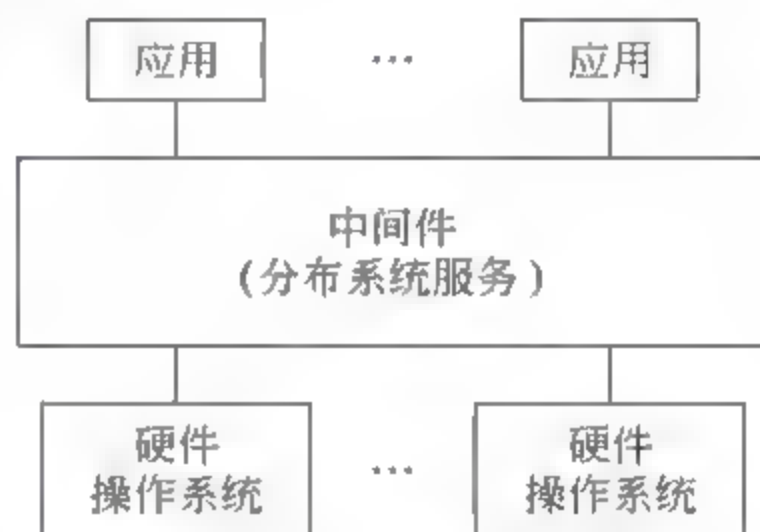 应用 … 应用
中间件
(分布系统服务)
硬件 硬件
操作系统 … 操作系统